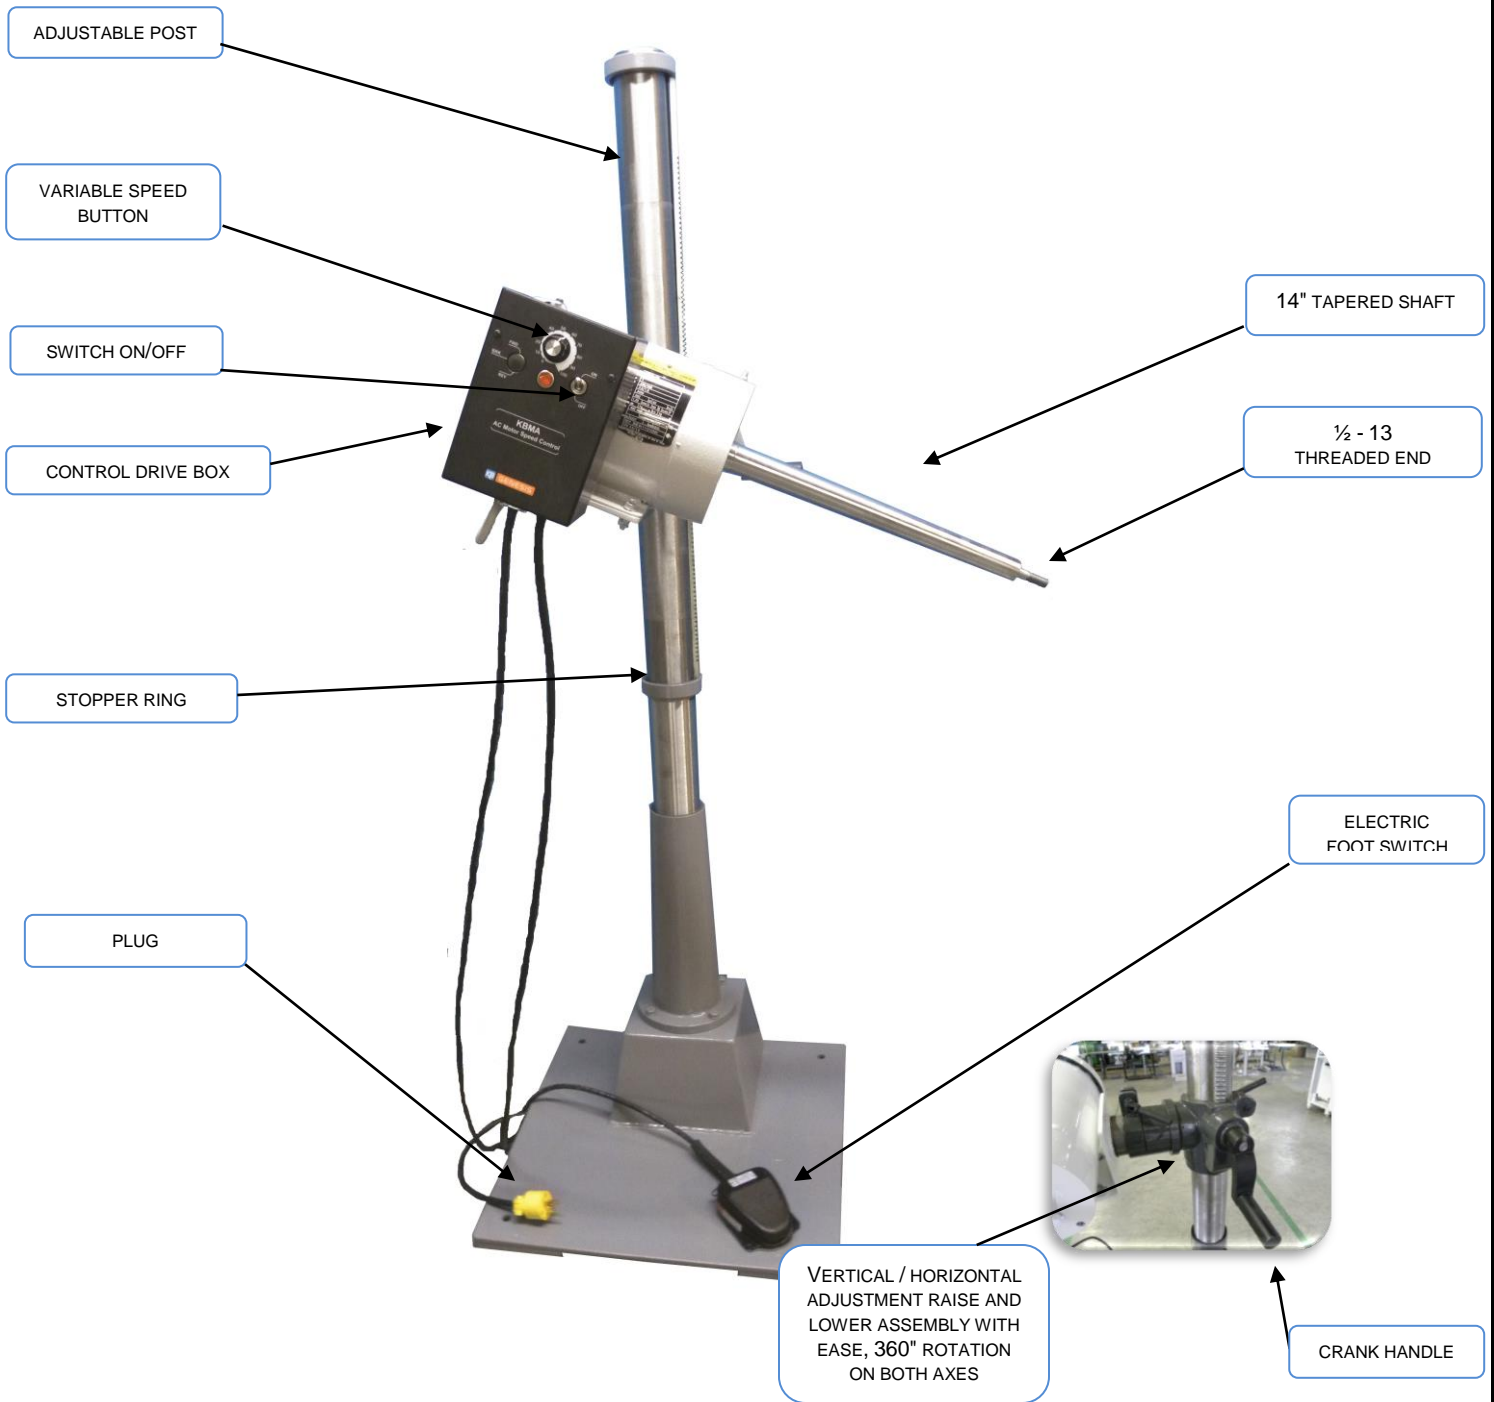 ADJUSTABLE POST
VARIABLE SPEED
BUTTON
SWITCH ON/OFF
CONTROL DRIVE BOX
STOPPER RING
PLUG
14" TAPERED SHAFT
½ - 13
THREADED END
ELECTRIC
FOOT SWITCH
VERTICAL / HORIZONTAL
ADJUSTMENT RAISE AND
LOWER ASSEMBLY WITH
EASE, 360" ROTATION
ON BOTH AXES
CRANK HANDLE
KBMA
AC Motor Speed Control